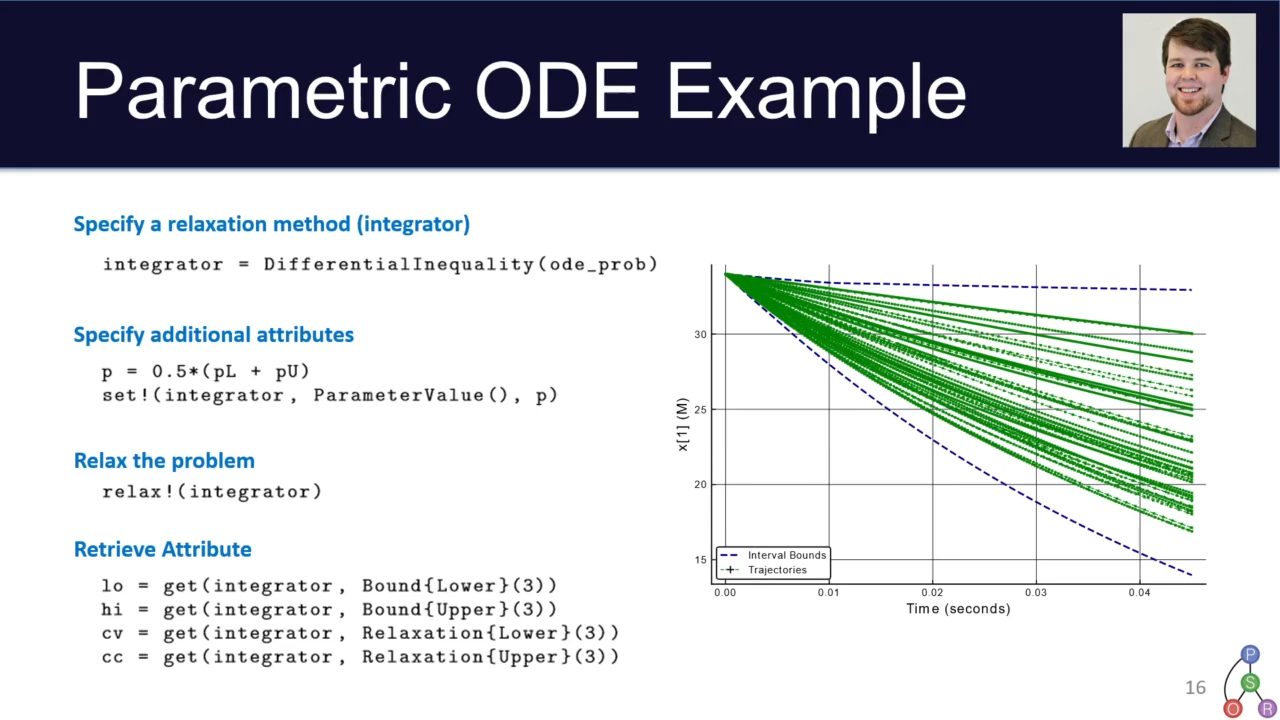 Parametric ODE Example
Specify a relaxation method (integrator)
integrator = DifferentialInequality(ode_prob)
Specify additional attributes
p = 0.5*(pL + pU)
set!(integrator, ParameterValue(), p)
Relax the problem
relax!(integrator)
Retrieve Attribute
lo = get(integrator, Bound{Lower}(3))
hi = get(integrator, Bound{Upper}(3))
cv = get(integrator, Relaxation{Lower}(3))
cc = get(integrator, Relaxation{Upper}(3))
x[1] (M)
30
25
20
15
Interval Bounds
Trajectories
0.00 0.01 0.02 0.03 0.04
Time (seconds)
16
P
S
O R